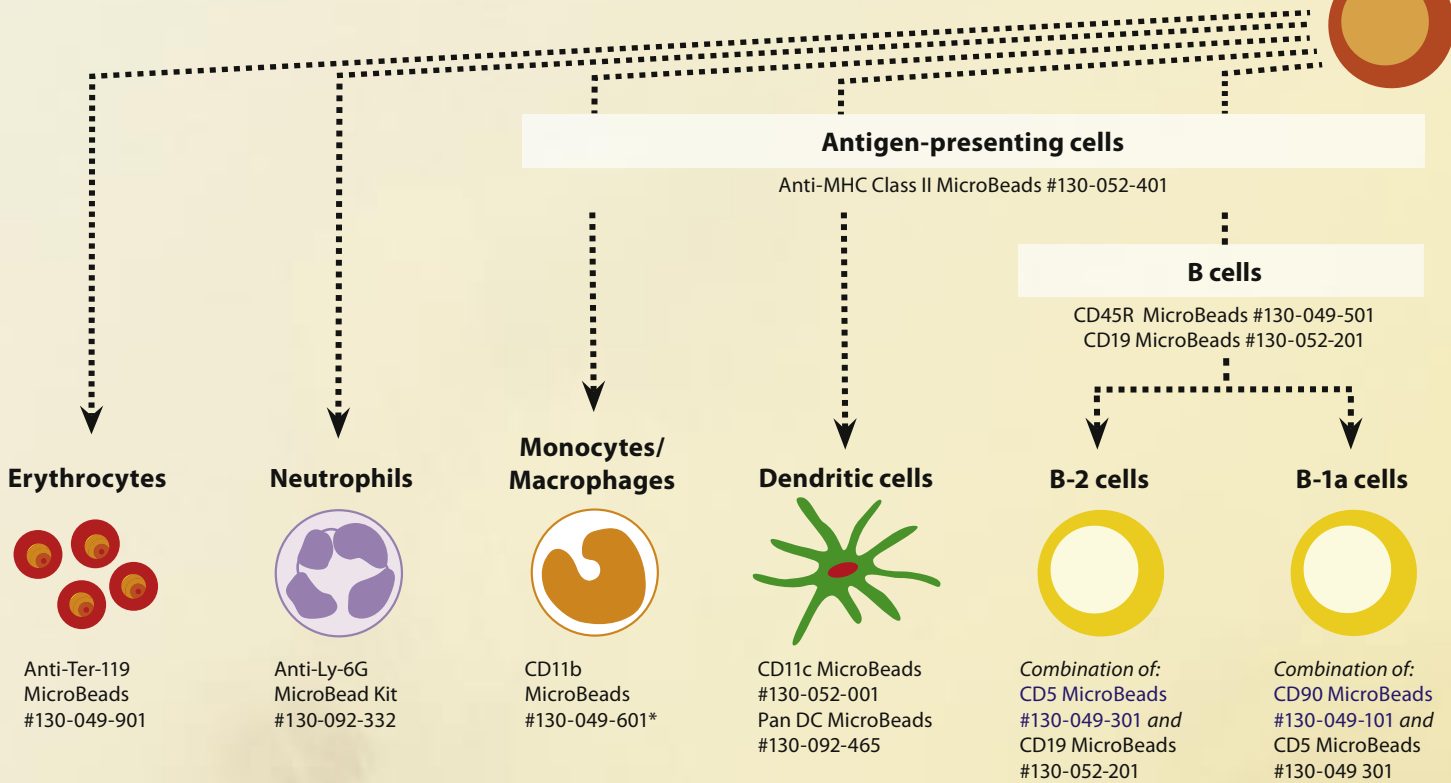 Antigen-presenting cells
Anti-MHC Class II MicroBeads #130-052-401
B cells
CD45R MicroBeads #130-049-501
CD19 MicroBeads #130-052-201
Erythrocytes
Anti-Ter-119
MicroBeads
#130-049-901
Neutrophils
Anti-Ly-6G
MicroBead Kit
#130-092-332
Monocytes/
Macrophages
CD11b
MicroBeads
#130-049-601*
Dendritic cells
CD11c MicroBeads
#130-052-001
Pan DC MicroBeads
#130-092-465
B-2 cells
Combination of:
CD5 MicroBeads
#130-049-301 and
CD19 MicroBeads
#130-052-201
B-1a cells
Combination of:
CD90 MicroBeads
#130-049-101 and
CD5 MicroBeads
#130-049 301